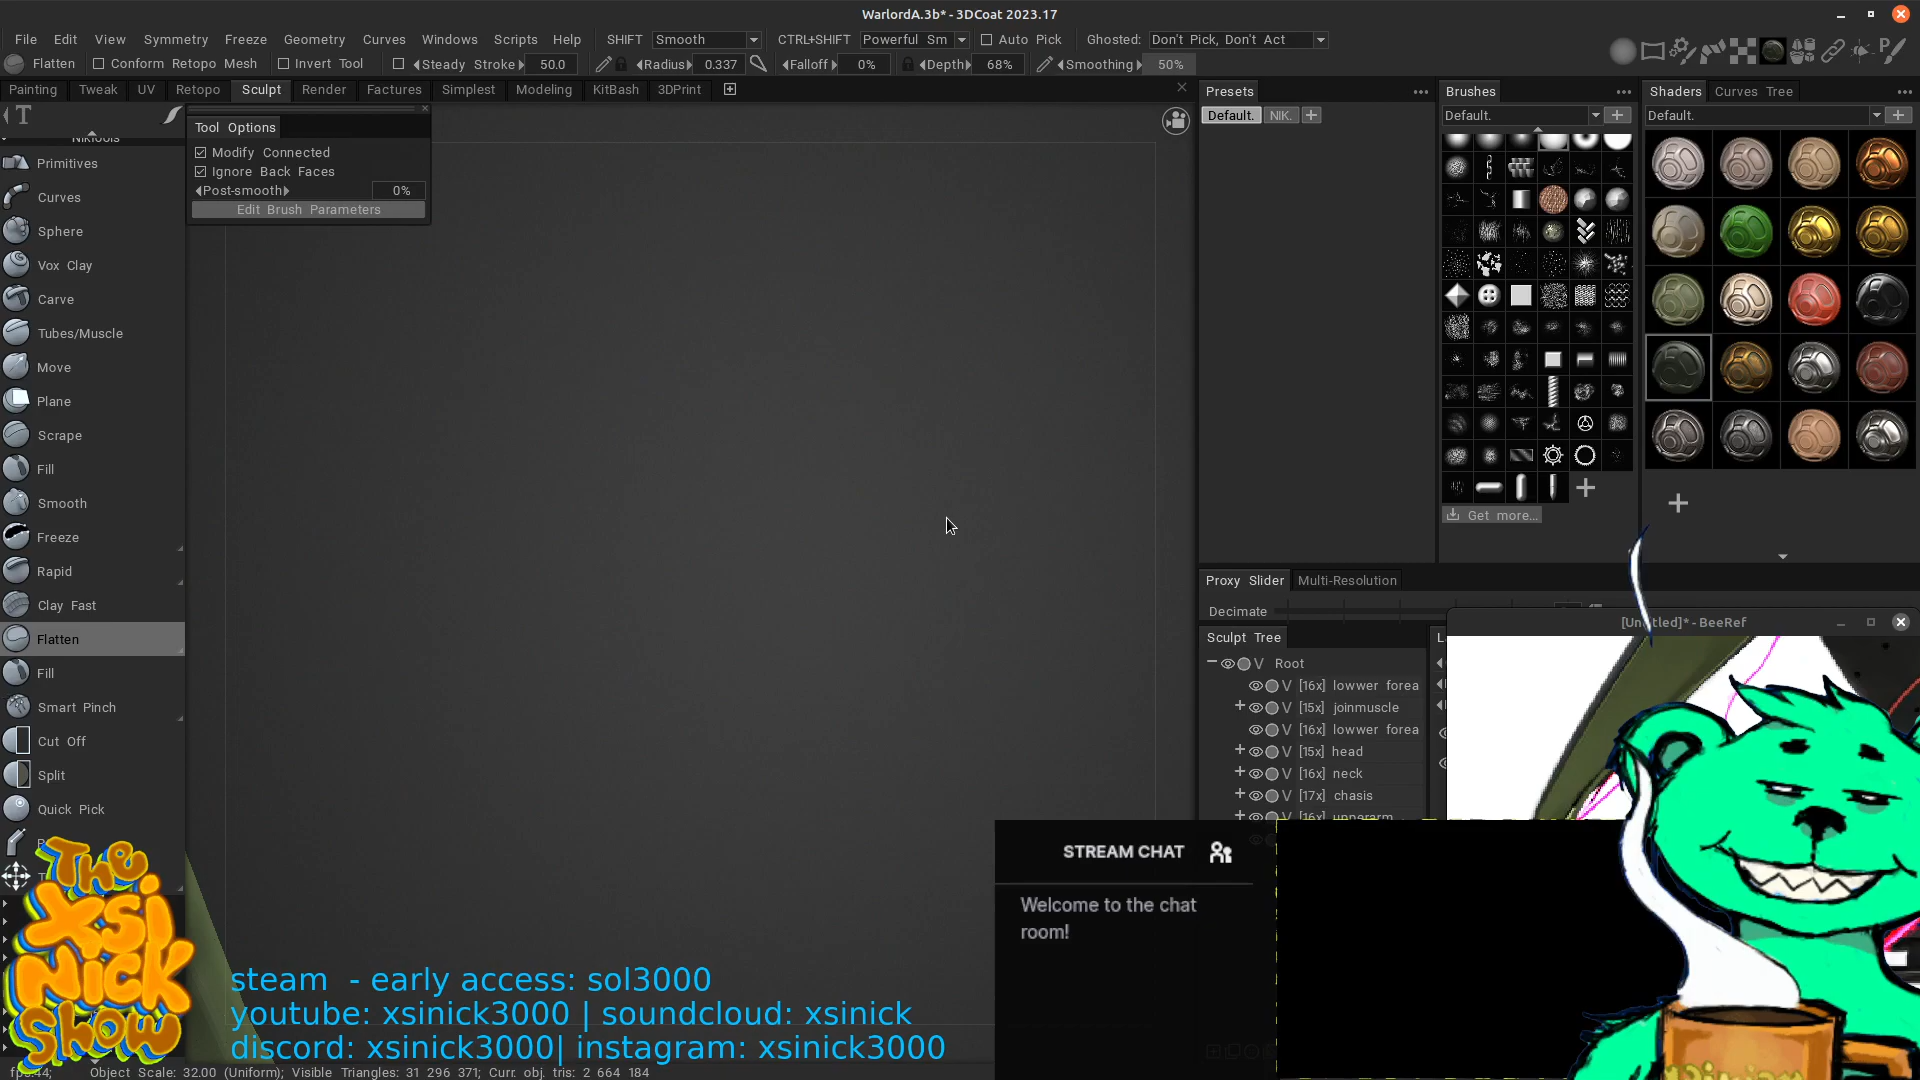 WarlordA.3b* - 3DCoat 2023.17
File Edit View Symmetry Freeze Geometry Curves Windows Scripts Help SHIFT Smooth CTRL+SHIFT Powerful Sm Auto Pick Ghosted: Don't Pick, Don't Act
Flatten Conform Retopo Mesh Invert Tool Steady Stroke 50.0 Radius 0.337 Falloff 0% Depth 68% Smoothing 50%
Painting Tweak UV Retopo Sculpt Render Factures Simplest Modeling KitBash 3DPrint
Tool Options
Modify Connected
Ignore Back Faces
Post-smooth 0%
Edit Brush Parameters
Primitives
Curves
Sphere
Vox Clay
Carve
Tubes/Muscle
Move
Plane
Scrape
Fill
Smooth
Freeze
Rapid
Clay Fast
Flatten
Fill
Smart Pinch
Cut Off
Split
Quick Pick
Presets
Default. NIK.
Brushes
Default.
Get more...
Shaders Curves Tree
Default.
Proxy Slider Multi-Resolution
Decimate
Sculpt Tree
Root
V [16x] lowwer forea
V [15x] joinmuscle
V [16x] lowwer forea
V [15x] head
V [16x] neck
V [17x] chasis
[Untitled]* - BeeRef
STREAM CHAT
Welcome to the chat
room!
The
xsi
Nick
Show
steam - early access: sol3000
youtube: xsinick3000 | soundcloud: xsinick
discord: xsinick3000| instagram: xsinick3000
fps:44; Object Scale: 32.00 (Uniform); Visible Triangles: 31 296 371; Curr. obj. tris: 2 664 184